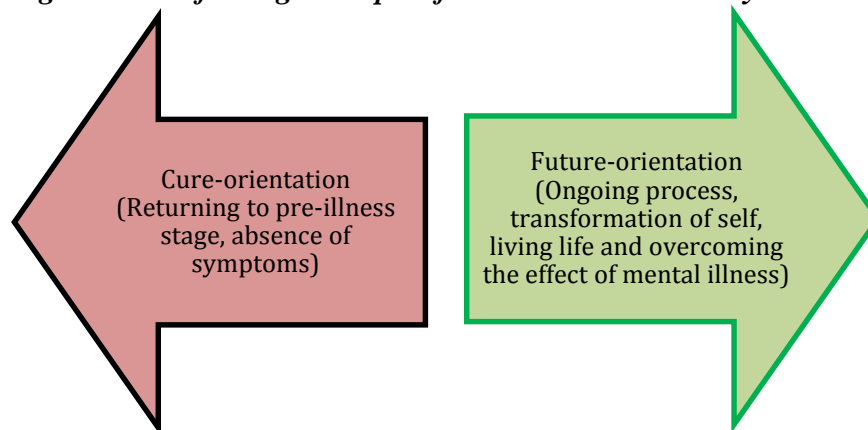 Cure-orientation
(Returning to pre-illness
stage, absence of
symptoms)
Future-orientation
(Ongoing process,
transformation of self,
living life and overcoming
the effect of mental illness)